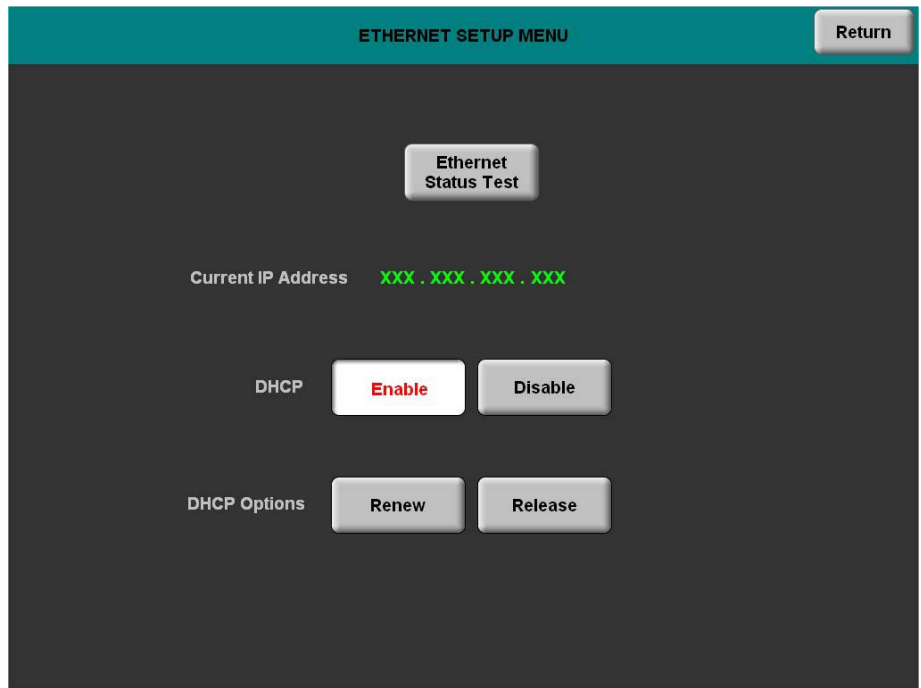 ETHERNET SETUP MENU
Return
Ethernet
Status Test
Current IP Address XXX . XXX . XXX . XXX
DHCP Enable Disable
DHCP Options Renew Release